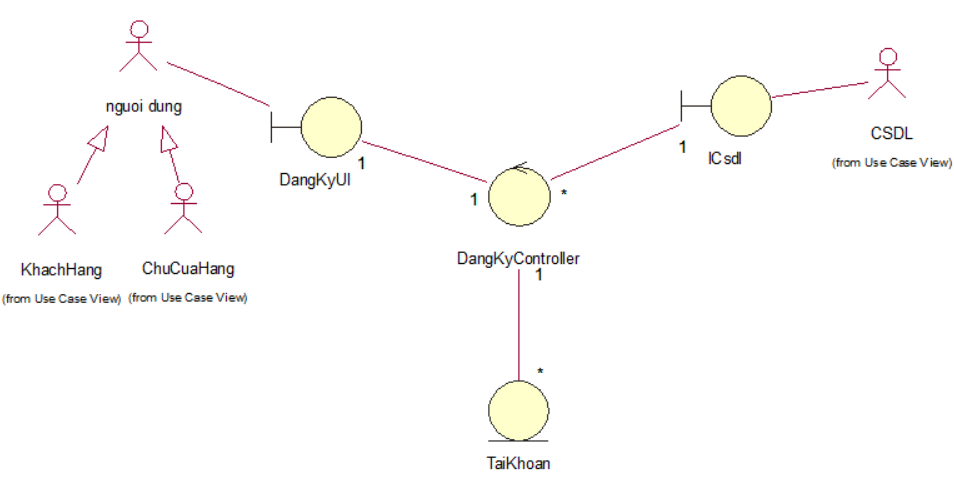 nguoi dung
KhachHang
(from Use Case View)
ChuCuaHang
(from Use Case View)
DangKyUI
1
1
*
DangKyController
1
*
TaiKhoan
1
ICsdl
CSDL
(from Use Case View)